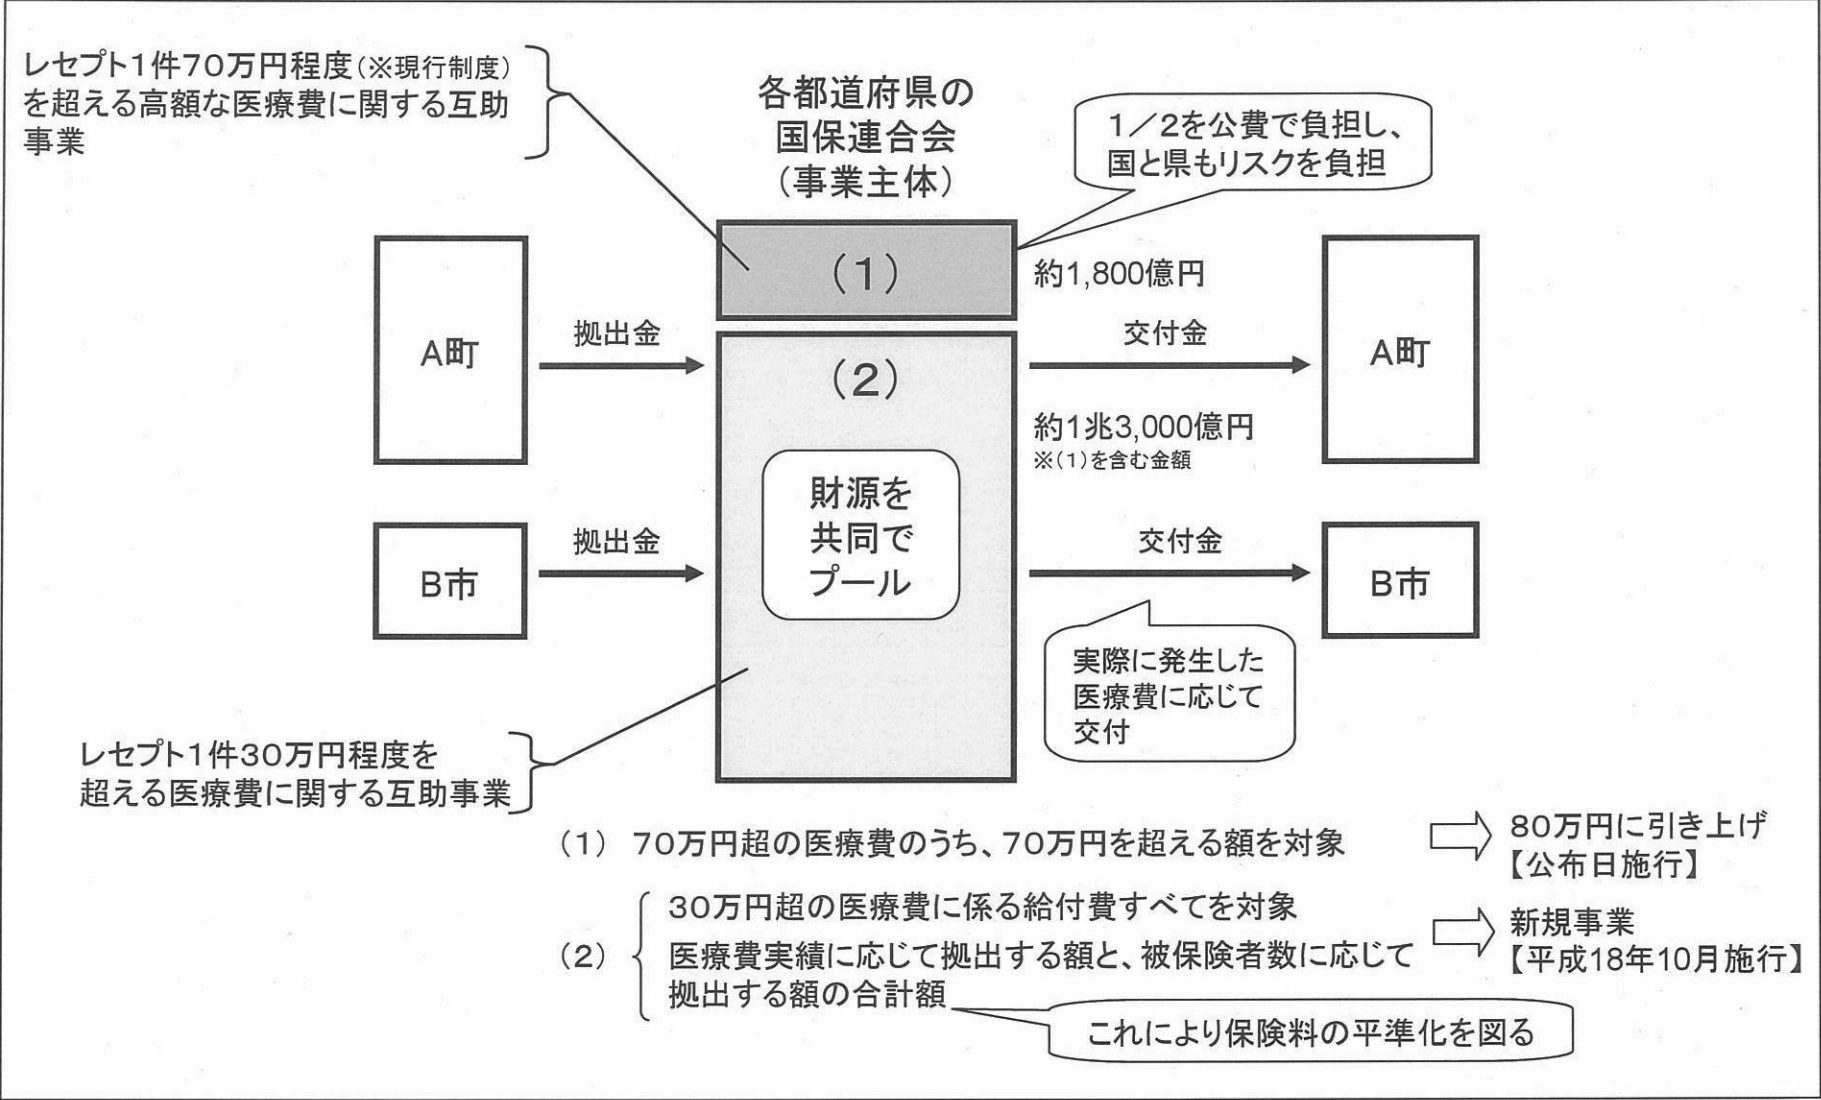 レセプト1件70万円程度(※現行制度)
を超える高額な医療費に関する互助
事業
各都道府県の
国保連合会
(事業主体)
1/2を公費で負担し、
国と県もリスクを負担
(1)
約1,800億円
A町
拠出金
(2)
交付金
A町
約1兆3,000億円
※(1)を含む金額
財源を
共同で
プール
B市
拠出金
交付金
B市
実際に発生した
医療費に応じて
交付
レセプト1件30万円程度を
超える医療費に関する互助事業
(1) 70万円超の医療費のうち、70万円を超える額を対象
80万円に引き上げ
【公布日施行】
(2)
30万円超の医療費に係る給付費すべてを対象
医療費実績に応じて拠出する額と、被保険者数に応じて
拠出する額の合計額
新規事業
【平成18年10月施行】
これにより保険料の平準化を図る